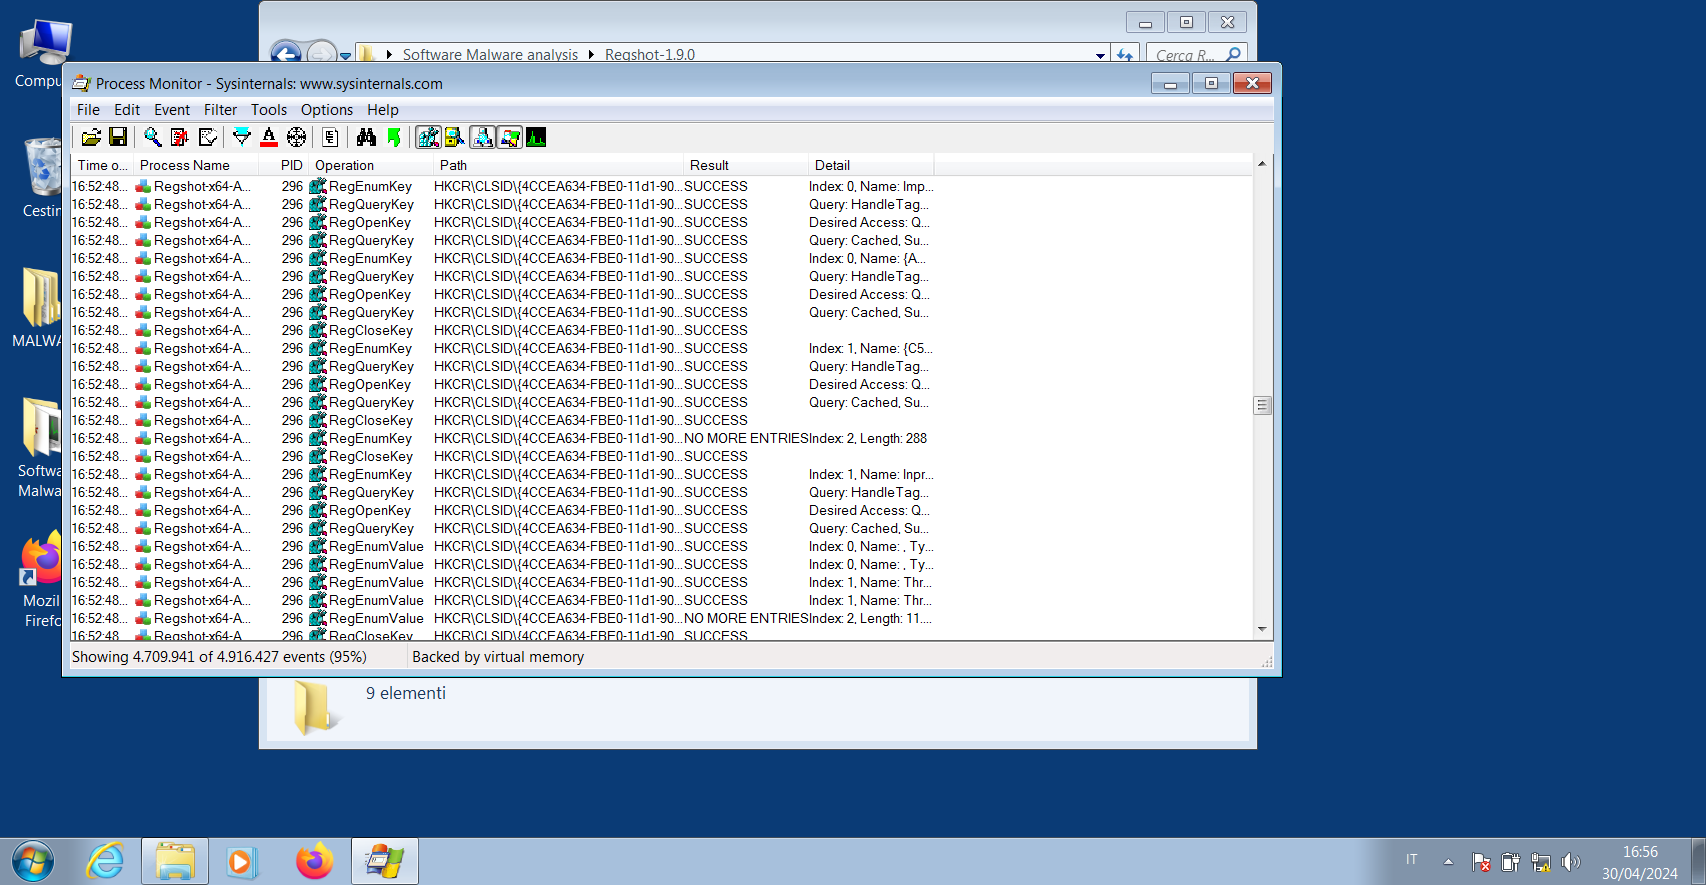 Compu
Software Malware analysis
Regshot-1.9.0
Cerca R...
Process Monitor - Sysinternals: www.sysinternals.com
File Edit Event Filter Tools Options Help
Time o... Process Name PID Operation Path Result Detail
16:52:48... Regshot-x64-A... 296 RegEnumKey HKCR\CLSID\{4CCEA634-FBE0-11d1-90... SUCCESS Index: 0, Name: Imp...
16:52:48... Regshot-x64-A... 296 RegQueryKey HKCR\CLSID\{4CCEA634-FBE0-11d1-90... SUCCESS Query: HandleTag...
16:52:48... Regshot-x64-A... 296 RegOpenKey HKCR\CLSID\{4CCEA634-FBE0-11d1-90... SUCCESS Desired Access: Q...
16:52:48... Regshot-x64-A... 296 RegQueryKey HKCR\CLSID\{4CCEA634-FBE0-11d1-90... SUCCESS Query: Cached, Su...
16:52:48... Regshot-x64-A... 296 RegEnumKey HKCR\CLSID\{4CCEA634-FBE0-11d1-90... SUCCESS Index: 0, Name: {A...
16:52:48... Regshot-x64-A... 296 RegQueryKey HKCR\CLSID\{4CCEA634-FBE0-11d1-90... SUCCESS Query: HandleTag...
16:52:48... Regshot-x64-A... 296 RegOpenKey HKCR\CLSID\{4CCEA634-FBE0-11d1-90... SUCCESS Desired Access: Q...
16:52:48... Regshot-x64-A... 296 RegQueryKey HKCR\CLSID\{4CCEA634-FBE0-11d1-90... SUCCESS Query: Cached, Su...
16:52:48... Regshot-x64-A... 296 RegCloseKey HKCR\CLSID\{4CCEA634-FBE0-11d1-90... SUCCESS
16:52:48... Regshot-x64-A... 296 RegEnumKey HKCR\CLSID\{4CCEA634-FBE0-11d1-90... SUCCESS Index: 1, Name: {C5...
16:52:48... Regshot-x64-A... 296 RegQueryKey HKCR\CLSID\{4CCEA634-FBE0-11d1-90... SUCCESS Query: HandleTag...
16:52:48... Regshot-x64-A... 296 RegOpenKey HKCR\CLSID\{4CCEA634-FBE0-11d1-90... SUCCESS Desired Access: Q...
16:52:48... Regshot-x64-A... 296 RegQueryKey HKCR\CLSID\{4CCEA634-FBE0-11d1-90... SUCCESS Query: Cached, Su...
16:52:48... Regshot-x64-A... 296 RegCloseKey HKCR\CLSID\{4CCEA634-FBE0-11d1-90... SUCCESS
16:52:48... Regshot-x64-A... 296 RegEnumKey HKCR\CLSID\{4CCEA634-FBE0-11d1-90... NO MORE ENTRIES Index: 2, Length: 288
16:52:48... Regshot-x64-A... 296 RegCloseKey HKCR\CLSID\{4CCEA634-FBE0-11d1-90... SUCCESS
16:52:48... Regshot-x64-A... 296 RegEnumKey HKCR\CLSID\{4CCEA634-FBE0-11d1-90... SUCCESS Index: 1, Name: Inpr...
16:52:48... Regshot-x64-A... 296 RegQueryKey HKCR\CLSID\{4CCEA634-FBE0-11d1-90... SUCCESS Query: HandleTag...
16:52:48... Regshot-x64-A... 296 RegOpenKey HKCR\CLSID\{4CCEA634-FBE0-11d1-90... SUCCESS Desired Access: Q...
16:52:48... Regshot-x64-A... 296 RegQueryKey HKCR\CLSID\{4CCEA634-FBE0-11d1-90... SUCCESS Query: Cached, Su...
16:52:48... Regshot-x64-A... 296 RegEnumValue HKCR\CLSID\{4CCEA634-FBE0-11d1-90... SUCCESS Index: 0, Name: , Ty...
16:52:48... Regshot-x64-A... 296 RegEnumValue HKCR\CLSID\{4CCEA634-FBE0-11d1-90... SUCCESS Index: 0, Name: , Ty...
16:52:48... Regshot-x64-A... 296 RegEnumValue HKCR\CLSID\{4CCEA634-FBE0-11d1-90... SUCCESS Index: 1, Name: Thr...
16:52:48... Regshot-x64-A... 296 RegEnumValue HKCR\CLSID\{4CCEA634-FBE0-11d1-90... SUCCESS Index: 1, Name: Thr...
16:52:48... Regshot-x64-A... 296 RegEnumValue HKCR\CLSID\{4CCEA634-FBE0-11d1-90... NO MORE ENTRIES Index: 2, Length: 11....
16:52:48 Regshot-x64-A 296 RegCloseKey HKCR\CLSID\{4CCEA634-FBE0-11d1-90 SUCCESS
Showing 4.709.941 of 4.916.427 events (95%) Backed by virtual memory
Cestin
MALWA
Softwa
Malwa
Mozil
Firefo
9 elementi
IT
16:56
30/04/2024